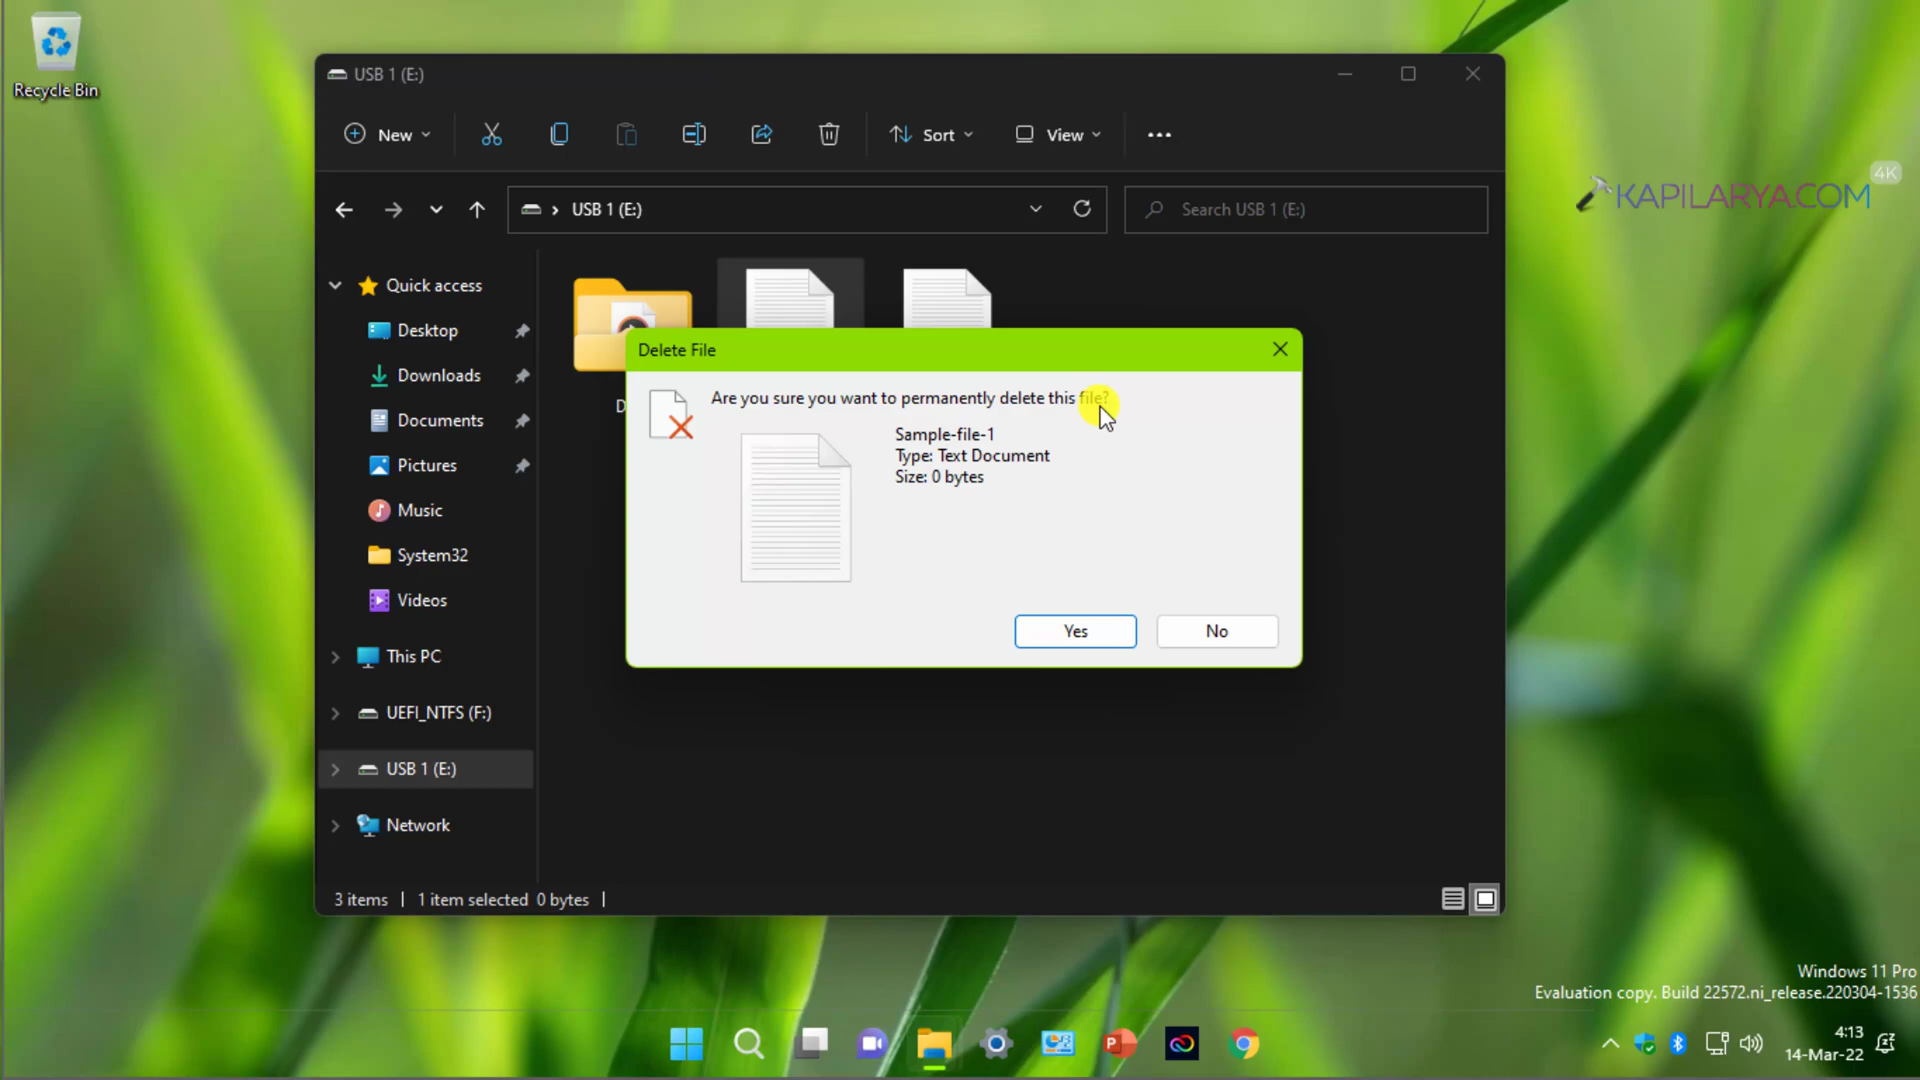 Recycle Bin
USB 1 (E:)
New
Sort
View
USB 1 (E:)
Search USB 1 (E:)
4K
KAPILARYA.COM
Quick access
Desktop
Downloads
Documents
Pictures
Music
System32
Videos
This PC
UEFI_NTFS (F:)
USB 1 (E:)
Network
D
Delete File
Are you sure you want to permanently delete this file?
Sample-file-1
Type: Text Document
Size: 0 bytes
Yes
No
3 items
1 item selected 0 bytes
Windows 11 Pro
Evaluation copy. Build 22572.ni_release.220304-1536
P
4:13
14-Mar-22